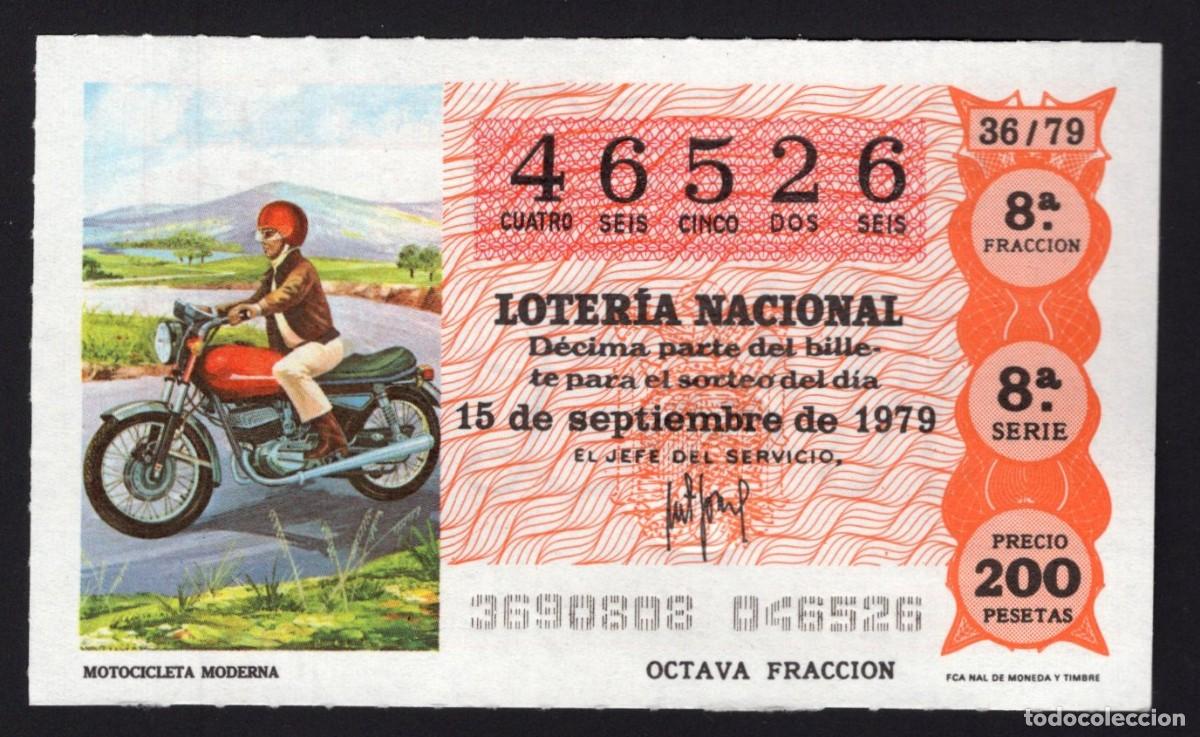 46526
CUATRO SEIS CINCO DOS SEIS
LOTERÍA NACIONAL
Décima parte del bille-
te para el sorteo del día
15 de septiembre de 1979
EL JEFE DEL SERVICIO,
3690808 046526
OCTAVA FRACCION
36/79
8ª.
FRACCION
8ª.
SERIE
PRECIO
200
PESETAS
MOTOCICLETA MODERNA
FCA NAL DE MONEDA Y TIMBRE
todocoleccion